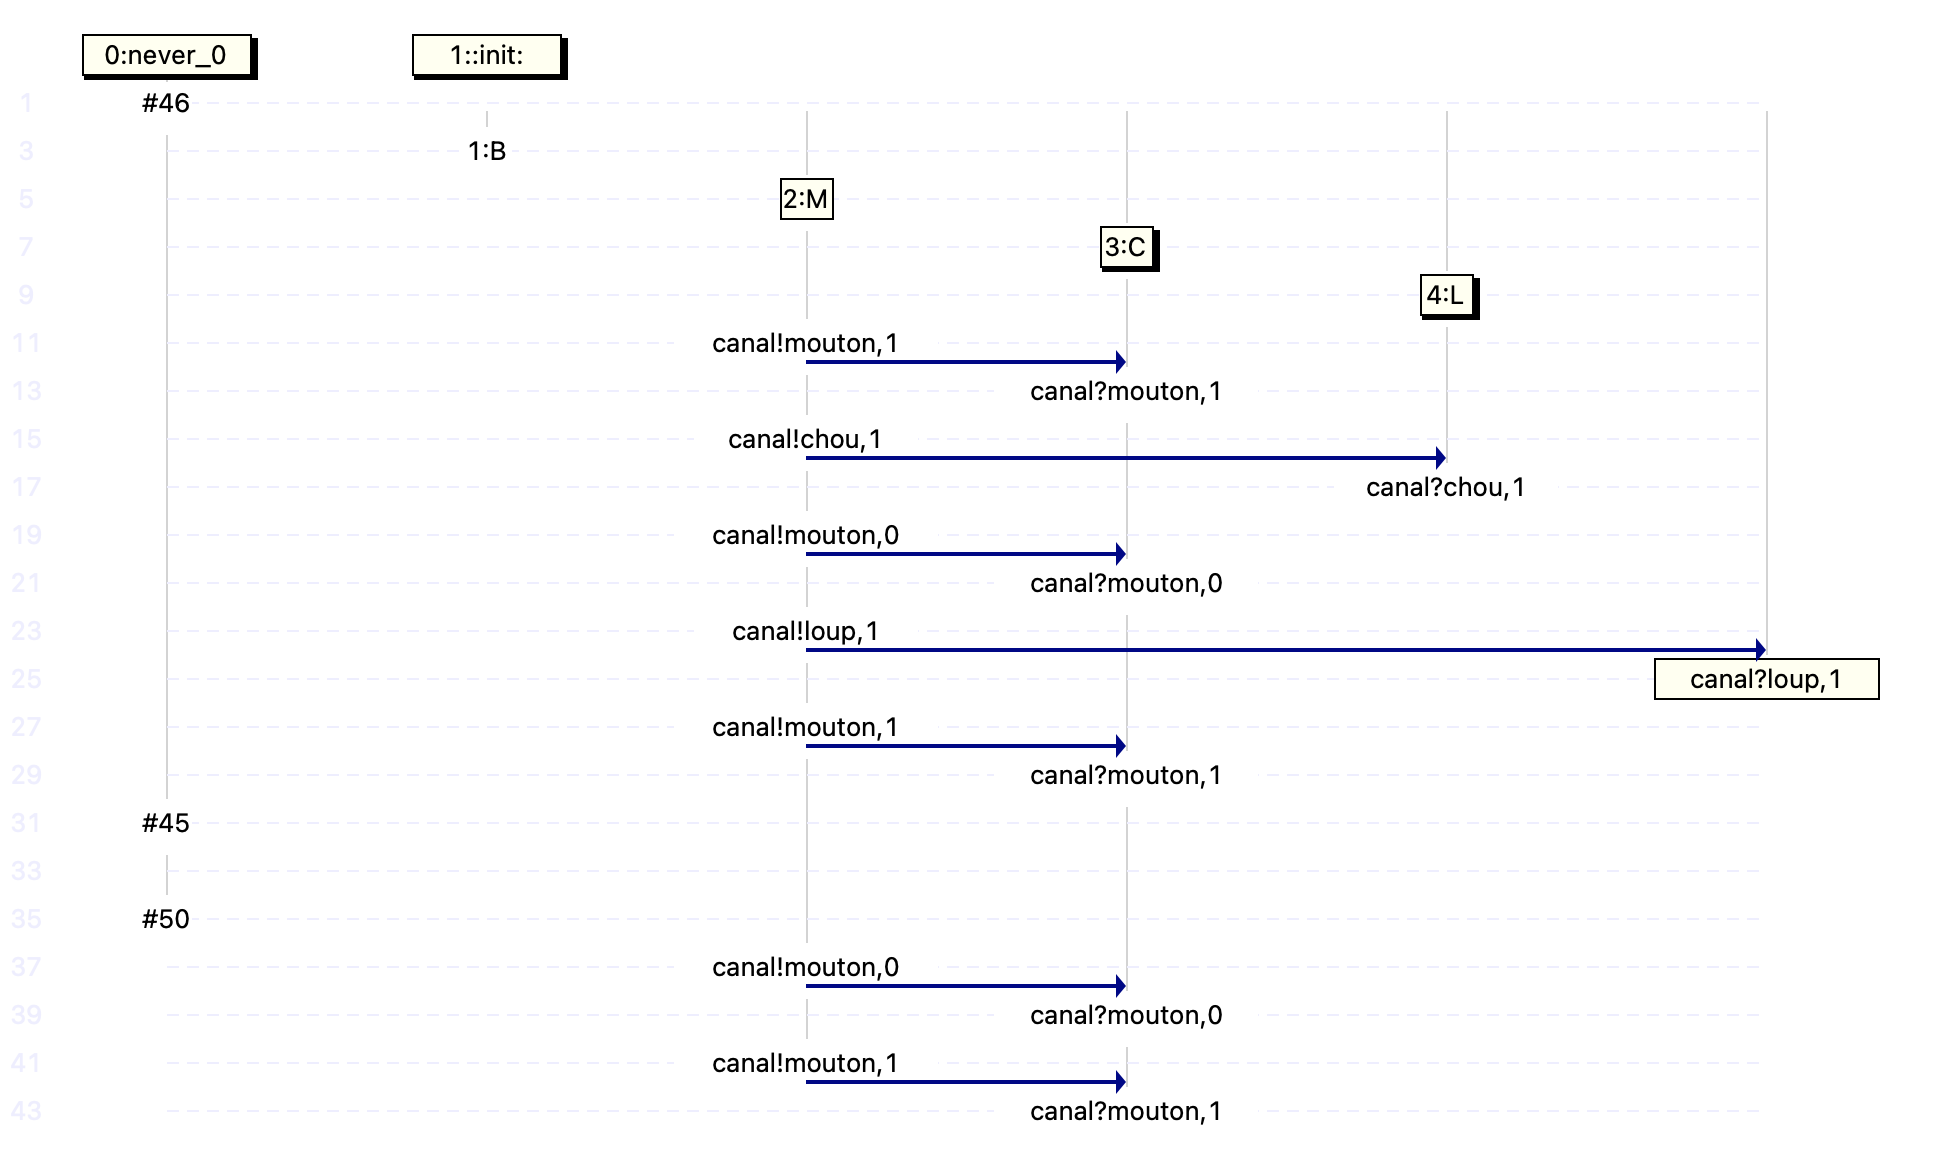 0:never_0 1::init:
1 #46
3 1:B
5 2:M
7 3:C
9 4:L
11 canal!mouton,1
13 canal?mouton,1
15 canal!chou,1
17 canal?chou,1
19 canal!mouton,0
21 canal?mouton,0
23 canal!loup,1
25 canal?loup,1
27 canal!mouton,1
29 canal?mouton,1
31 #45
33
35 #50
37 canal!mouton,0
39 canal?mouton,0
41 canal!mouton,1
43 canal?mouton,1